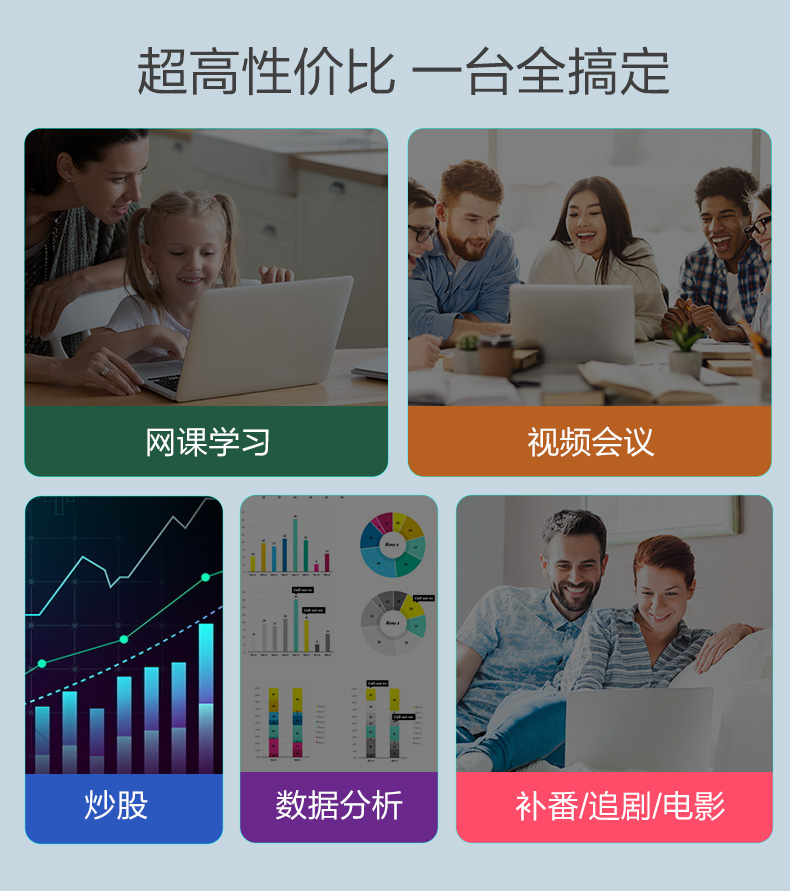 超高性价比 一台全搞定
网课学习
视频会议
炒股
数据分析
补番/追剧/电影